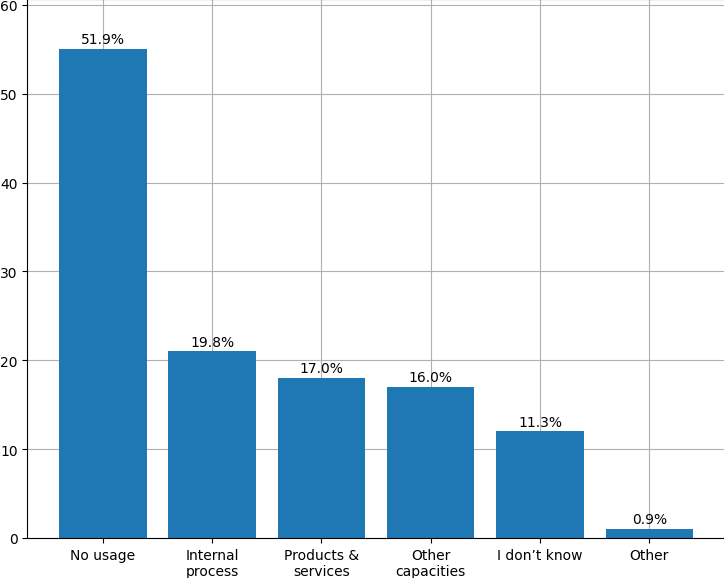 60
50
40
30
20
10
0
51.9%
19.8%
17.0%
16.0%
11.3%
0.9%
No usage
Internal
process
Products &
services
Other
capacities
I don’t know
Other